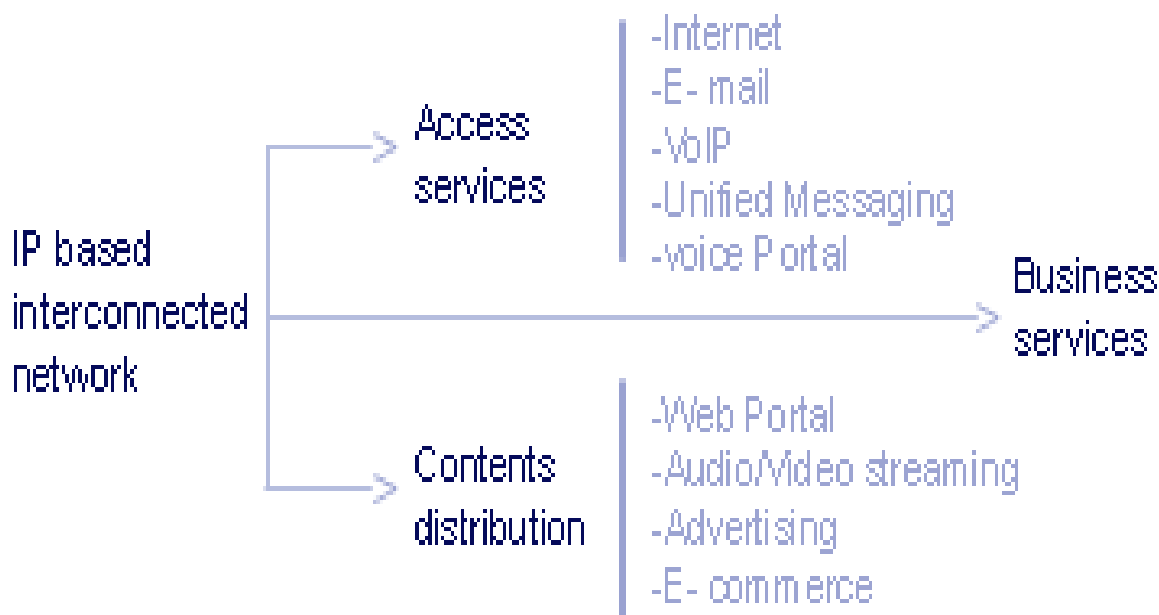 IP based
interconnected
network
Access
services
-Internet
-E- mail
-VoIP
-Unified Messaging
-voice Portal
Business
services
Contents
distribution
-Web Portal
-Audio/Video streaming
-Advertising
-E- commerce